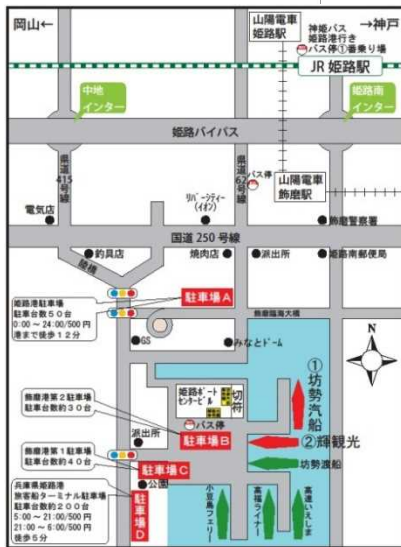 岡山←
山陽電車
姫路駅
神姫バス
姫路港行き
バス停①番乗り場
→神戸
JR 姫路駅
中地
インター
姫路南
インター
姫路バイパス
県道
415
号線
県道
62
号線
バス停
山陽電車
飾磨駅
電気店
リバーシティー
(イオン)
飾磨警察署
国道250号線
釣具店
焼肉店
派出所
姫路南郵便局
陸橋
姫路港駐車場
駐車台数50台
0:00 ~ 24:00/500円
港まで徒歩12分
駐車場A
飾磨臨海大橋
GS
みなとドーム
N
飾磨港第2駐車場
駐車台数約30台
姫路ポート
センタービル
切符
①坊勢汽船
派出所
バス停
駐車場B
②輝観光
飾磨港第1駐車場
駐車台数約40台
駐車場C
坊勢渡船
公園
兵庫県姫路港
旅客船ターミナル駐車場
駐車台数約200台
5:00 ~ 21:00/500円
21:00 ~ 6:00/500円
徒歩5分
駐車場D
小豆島フェリー
高福ライナー
高速いえしま